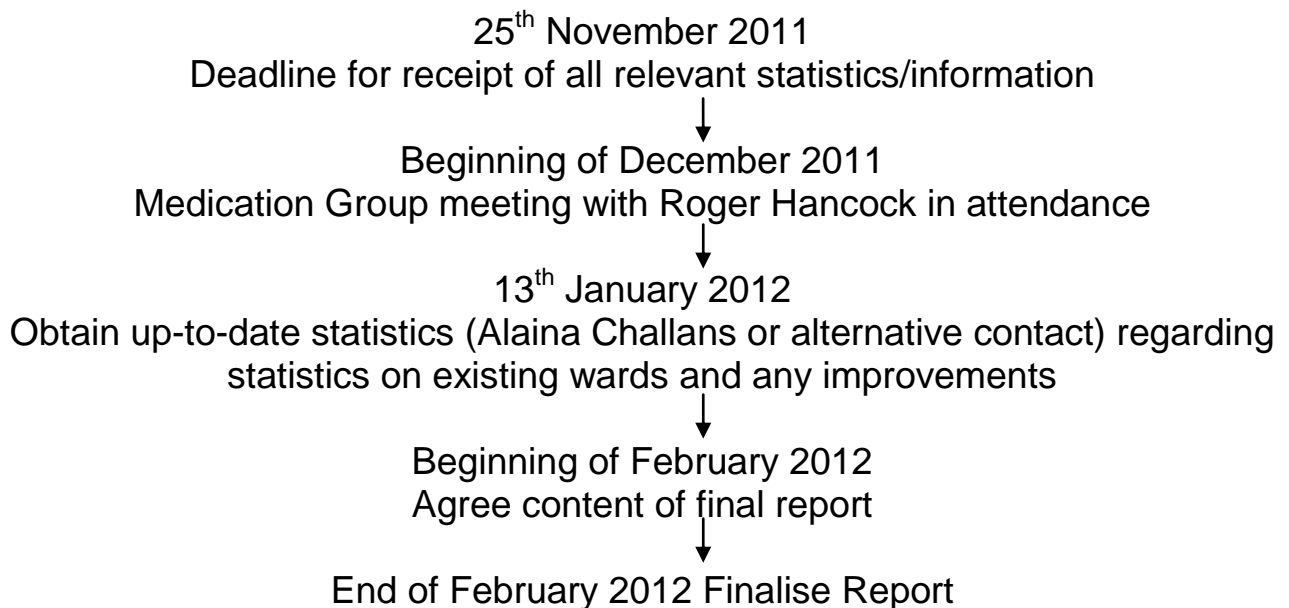 25th November 2011
Deadline for receipt of all relevant statistics/information
Beginning of December 2011
Medication Group meeting with Roger Hancock in attendance
13th January 2012
Obtain up-to-date statistics (Alaina Challans or alternative contact) regarding
statistics on existing wards and any improvements
Beginning of February 2012
Agree content of final report
End of February 2012 Finalise Report